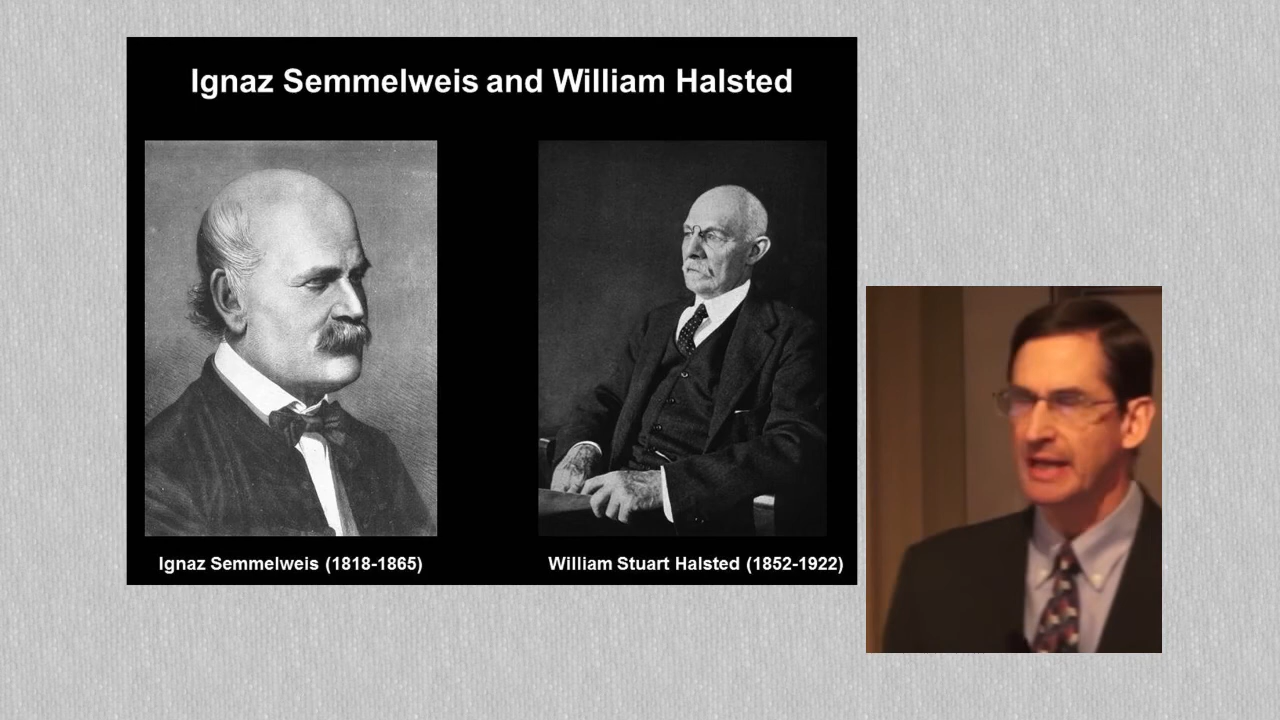 Ignaz Semmelweis and William Halsted
Ignaz Semmelweis (1818-1865)
William Stuart Halsted (1852-1922)